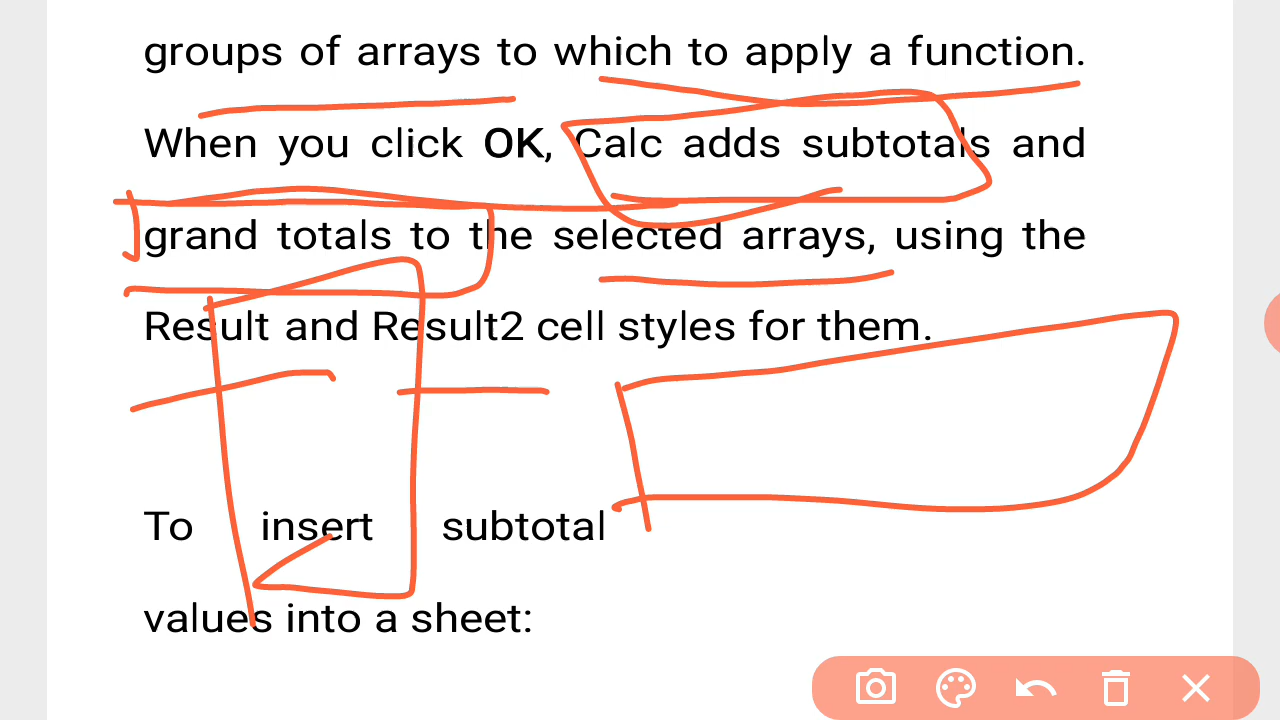 groups of arrays to which to apply a function.
When you click OK, Calc adds subtotals and
grand totals to the selected arrays, using the
Result and Result2 cell styles for them.
To insert subtotal
values into a sheet: